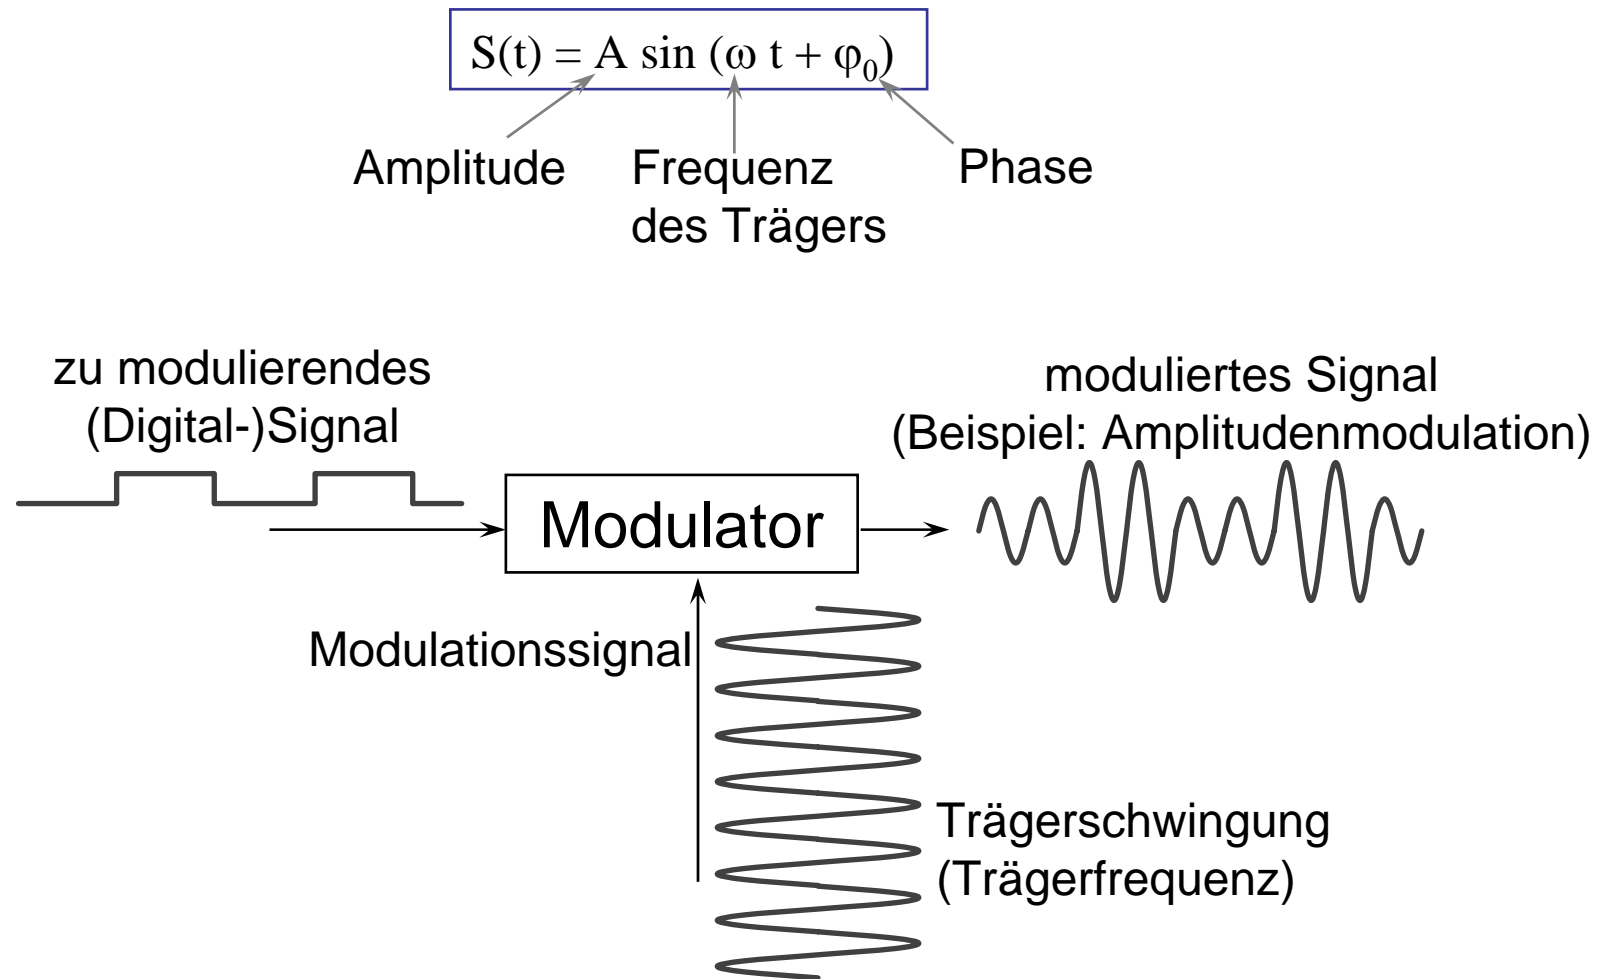 S(t) = A sin (ω t + φ₀)
Amplitude
Frequenz
des Trägers
Phase
zu modulierendes
(Digital-)Signal
moduliertes Signal
(Beispiel: Amplitudenmodulation)
Modulator
Modulationssignal
Trägerschwingung
(Trägerfrequenz)